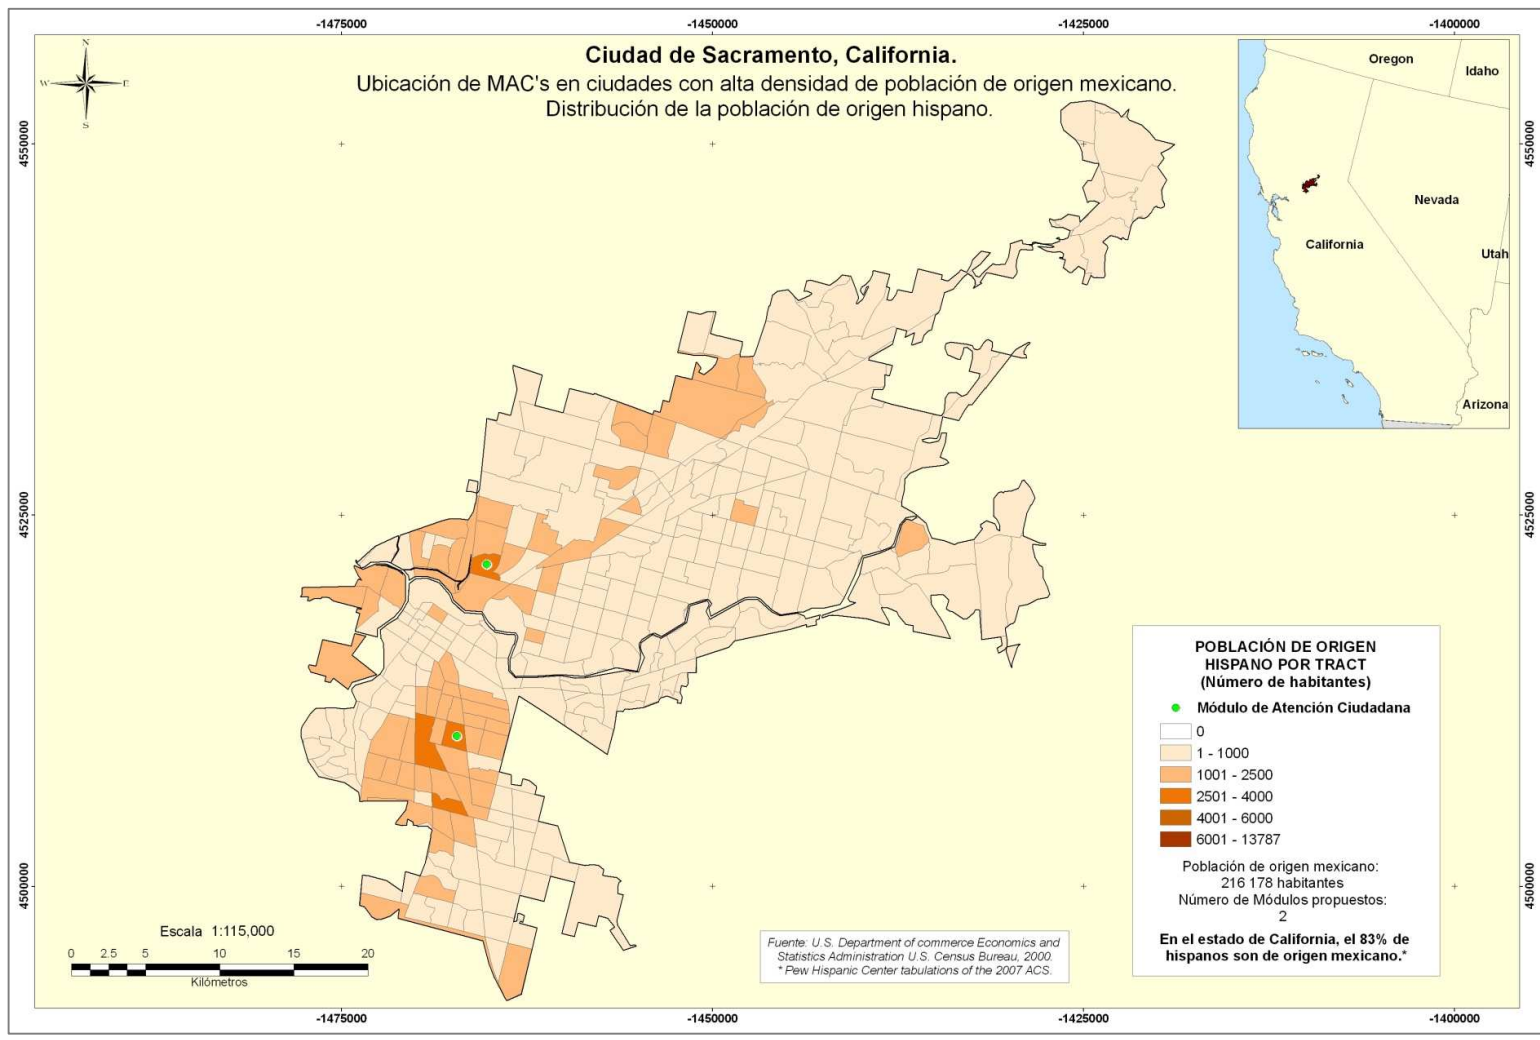 -1475000
-1450000
-1425000
-1400000
Ciudad de Sacramento, California.
Ubicación de MAC's en ciudades con alta densidad de población de origen mexicano.
Distribución de la población de origen hispano.
N
W
E
S
Oregon
Idaho
Nevada
California
Utah
Arizona
4550000
4550000
4525000
4525000
4500000
4500000
POBLACIÓN DE ORIGEN
HISPANO POR TRACT
(Número de habitantes)
Módulo de Atención Ciudadana
0
1 - 1000
1001 - 2500
2501 - 4000
4001 - 6000
6001 - 13787
Población de origen mexicano:
216 178 habitantes
Número de Módulos propuestos:
2
En el estado de California, el 83% de
hispanos son de origen mexicano.*
Escala 1:115,000
0 2.5 5 10 15 20
Kilómetros
Fuente: U.S. Department of commerce Economics and
Statistics Administration U.S. Census Bureau, 2000.
* Pew Hispanic Center tabulations of the 2007 ACS.
-1475000
-1450000
-1425000
-1400000